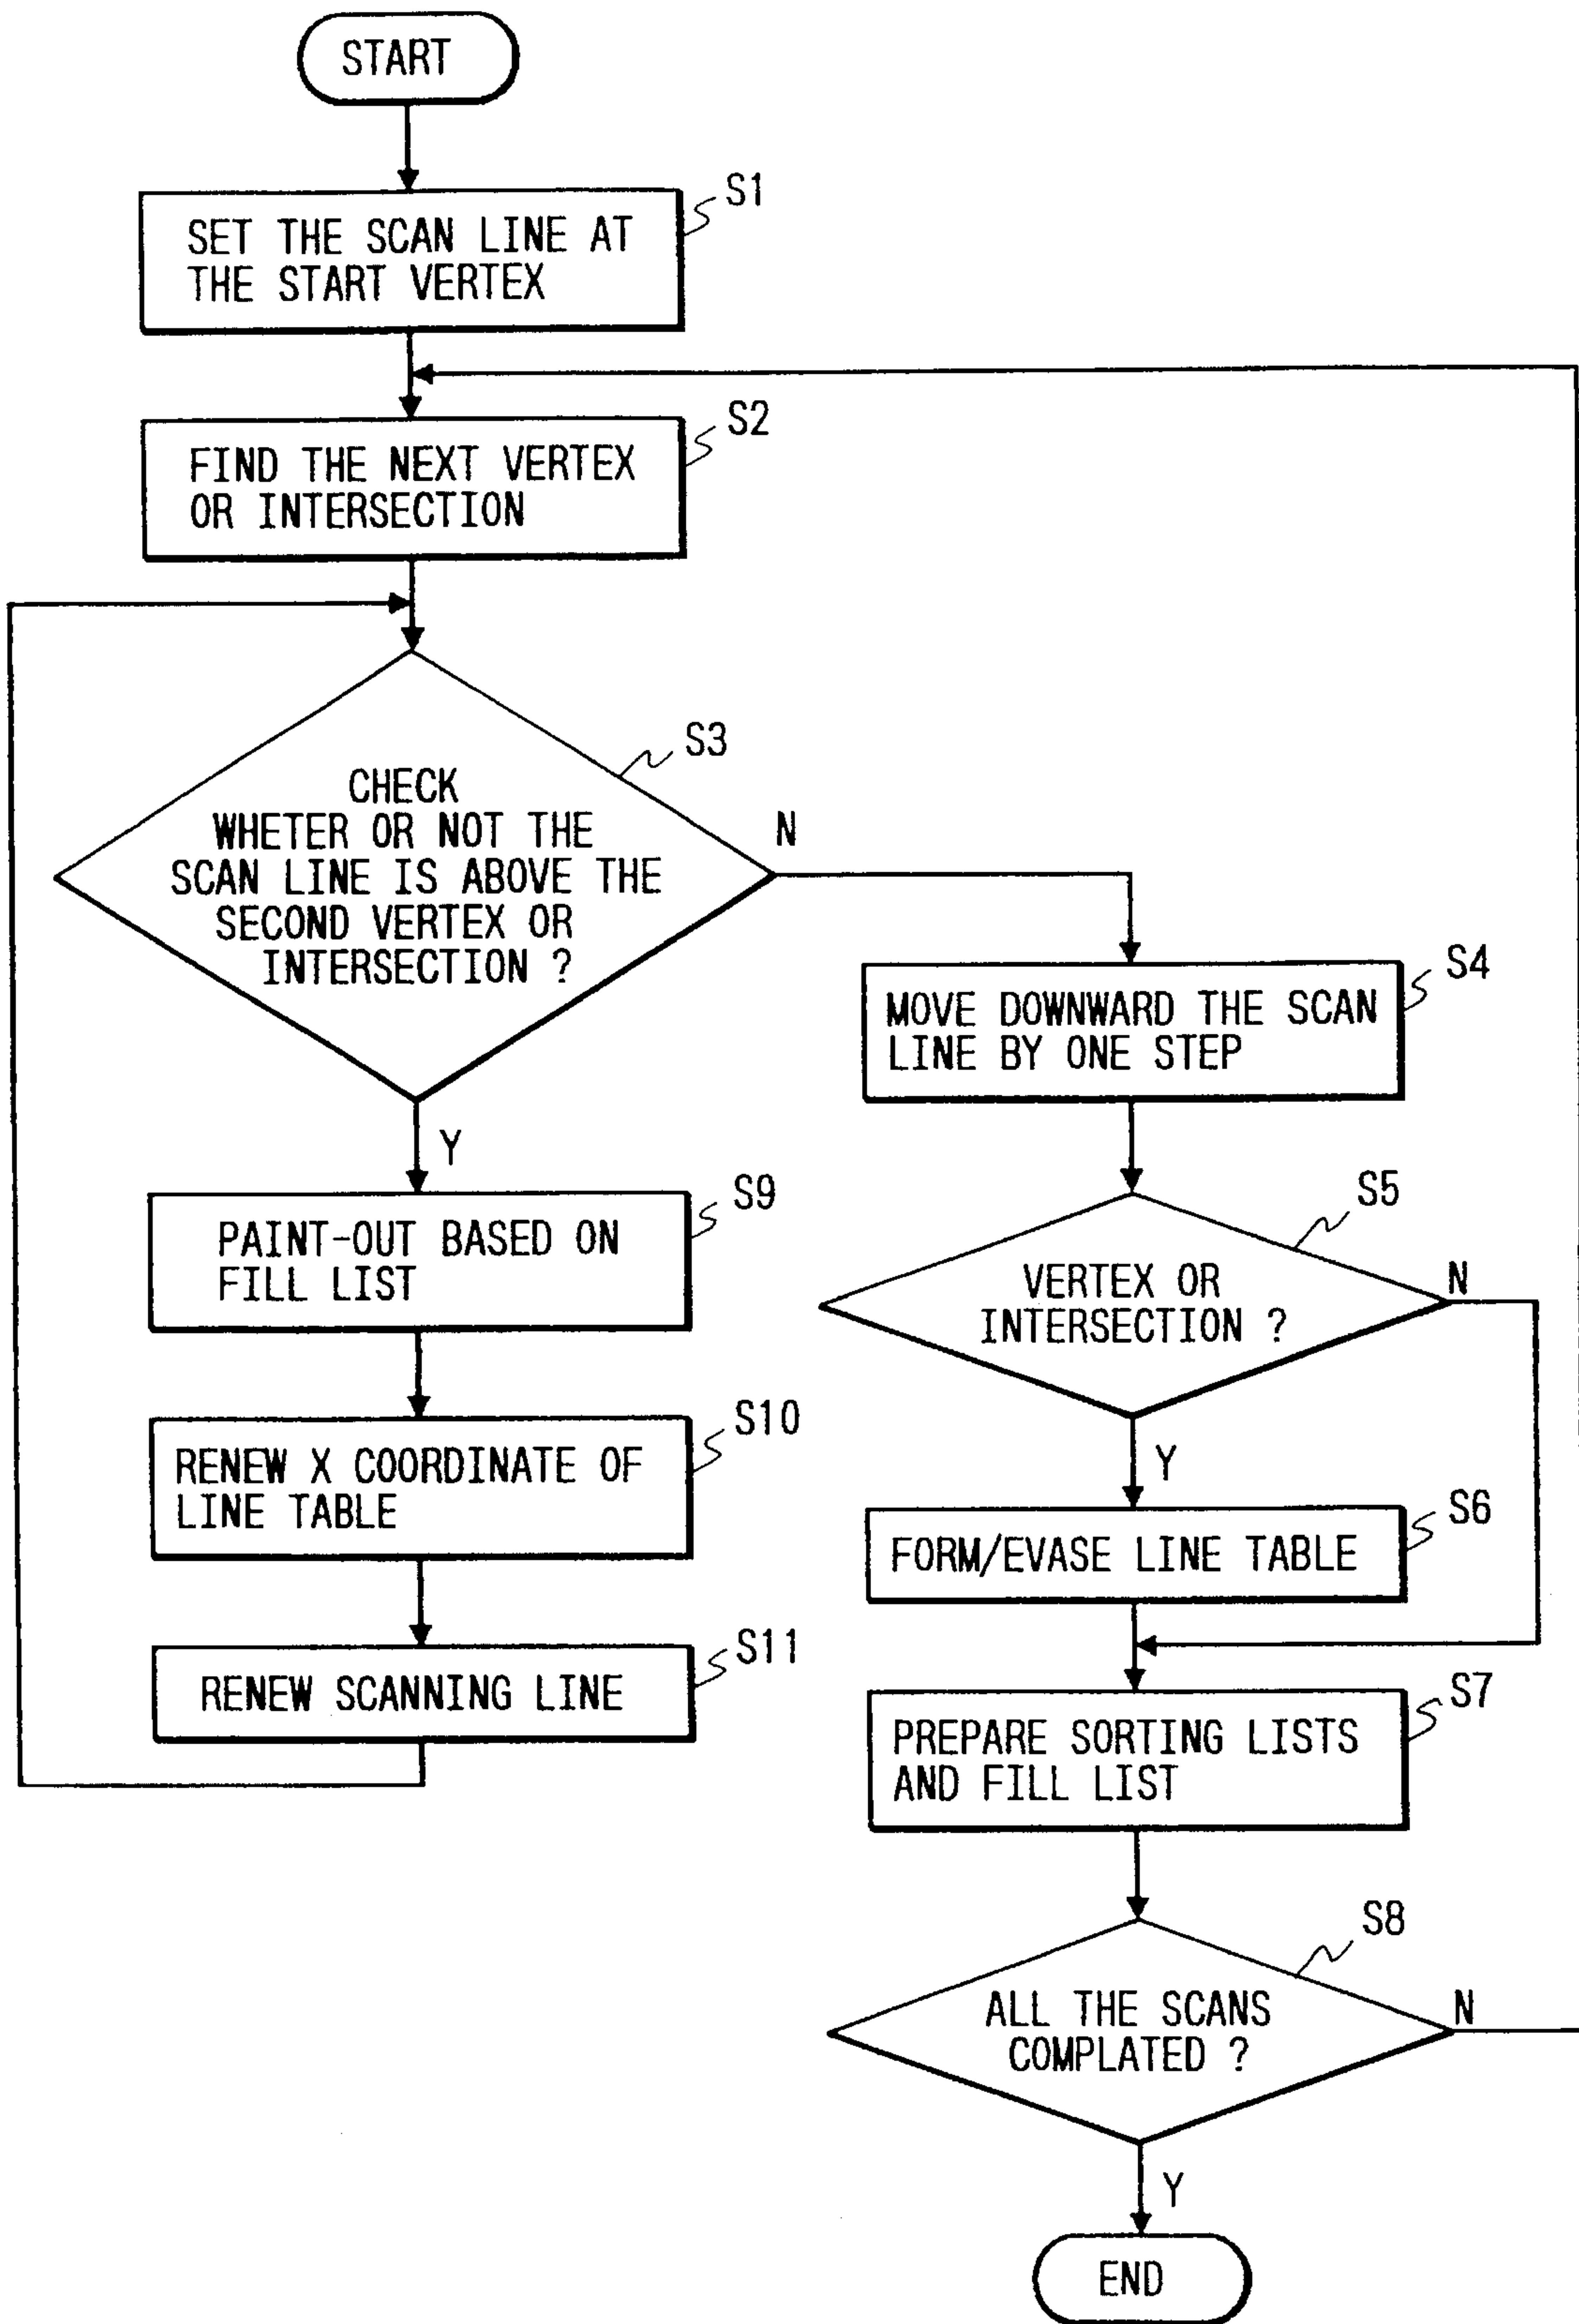 START
S1
SET THE SCAN LINE AT
THE START VERTEX
S2
FIND THE NEXT VERTEX
OR INTERSECTION
S3
CHECK
WHETER OR NOT THE
SCAN LINE IS ABOVE THE
SECOND VERTEX OR
INTERSECTION ?
N
Y
S4
MOVE DOWNWARD THE SCAN
LINE BY ONE STEP
S5
VERTEX OR
INTERSECTION ?
N
Y
S6
FORM/EVASE LINE TABLE
S7
PREPARE SORTING LISTS
AND FILL LIST
S8
ALL THE SCANS
COMPLATED ?
N
Y
END
S9
PAINT-OUT BASED ON
FILL LIST
S10
RENEW X COORDINATE OF
LINE TABLE
S11
RENEW SCANNING LINE